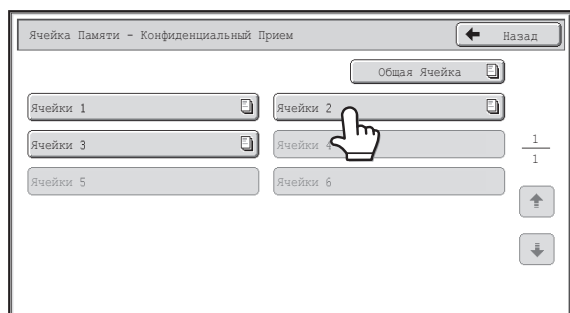 Ячейка Памяти - Конфиденциальный Прием
Назад
Общая Ячейка
Ячейки 1
Ячейки 2
Ячейки 3
Ячейки 4
1
1
Ячейки 5
Ячейки 6